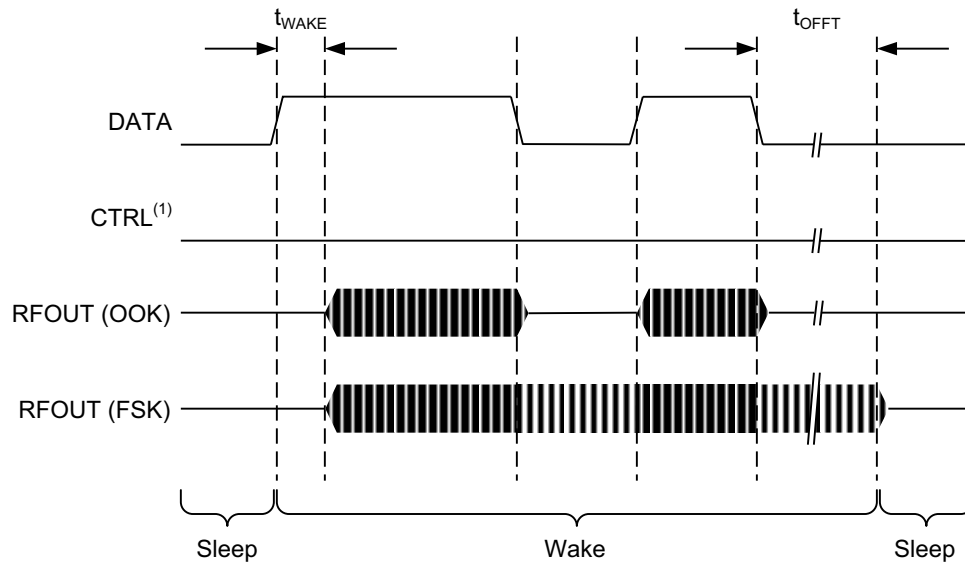 tWAKE
tOFFT
DATA
CTRL(1)
RFOUT (OOK)
RFOUT (FSK)
Sleep
Wake
Sleep